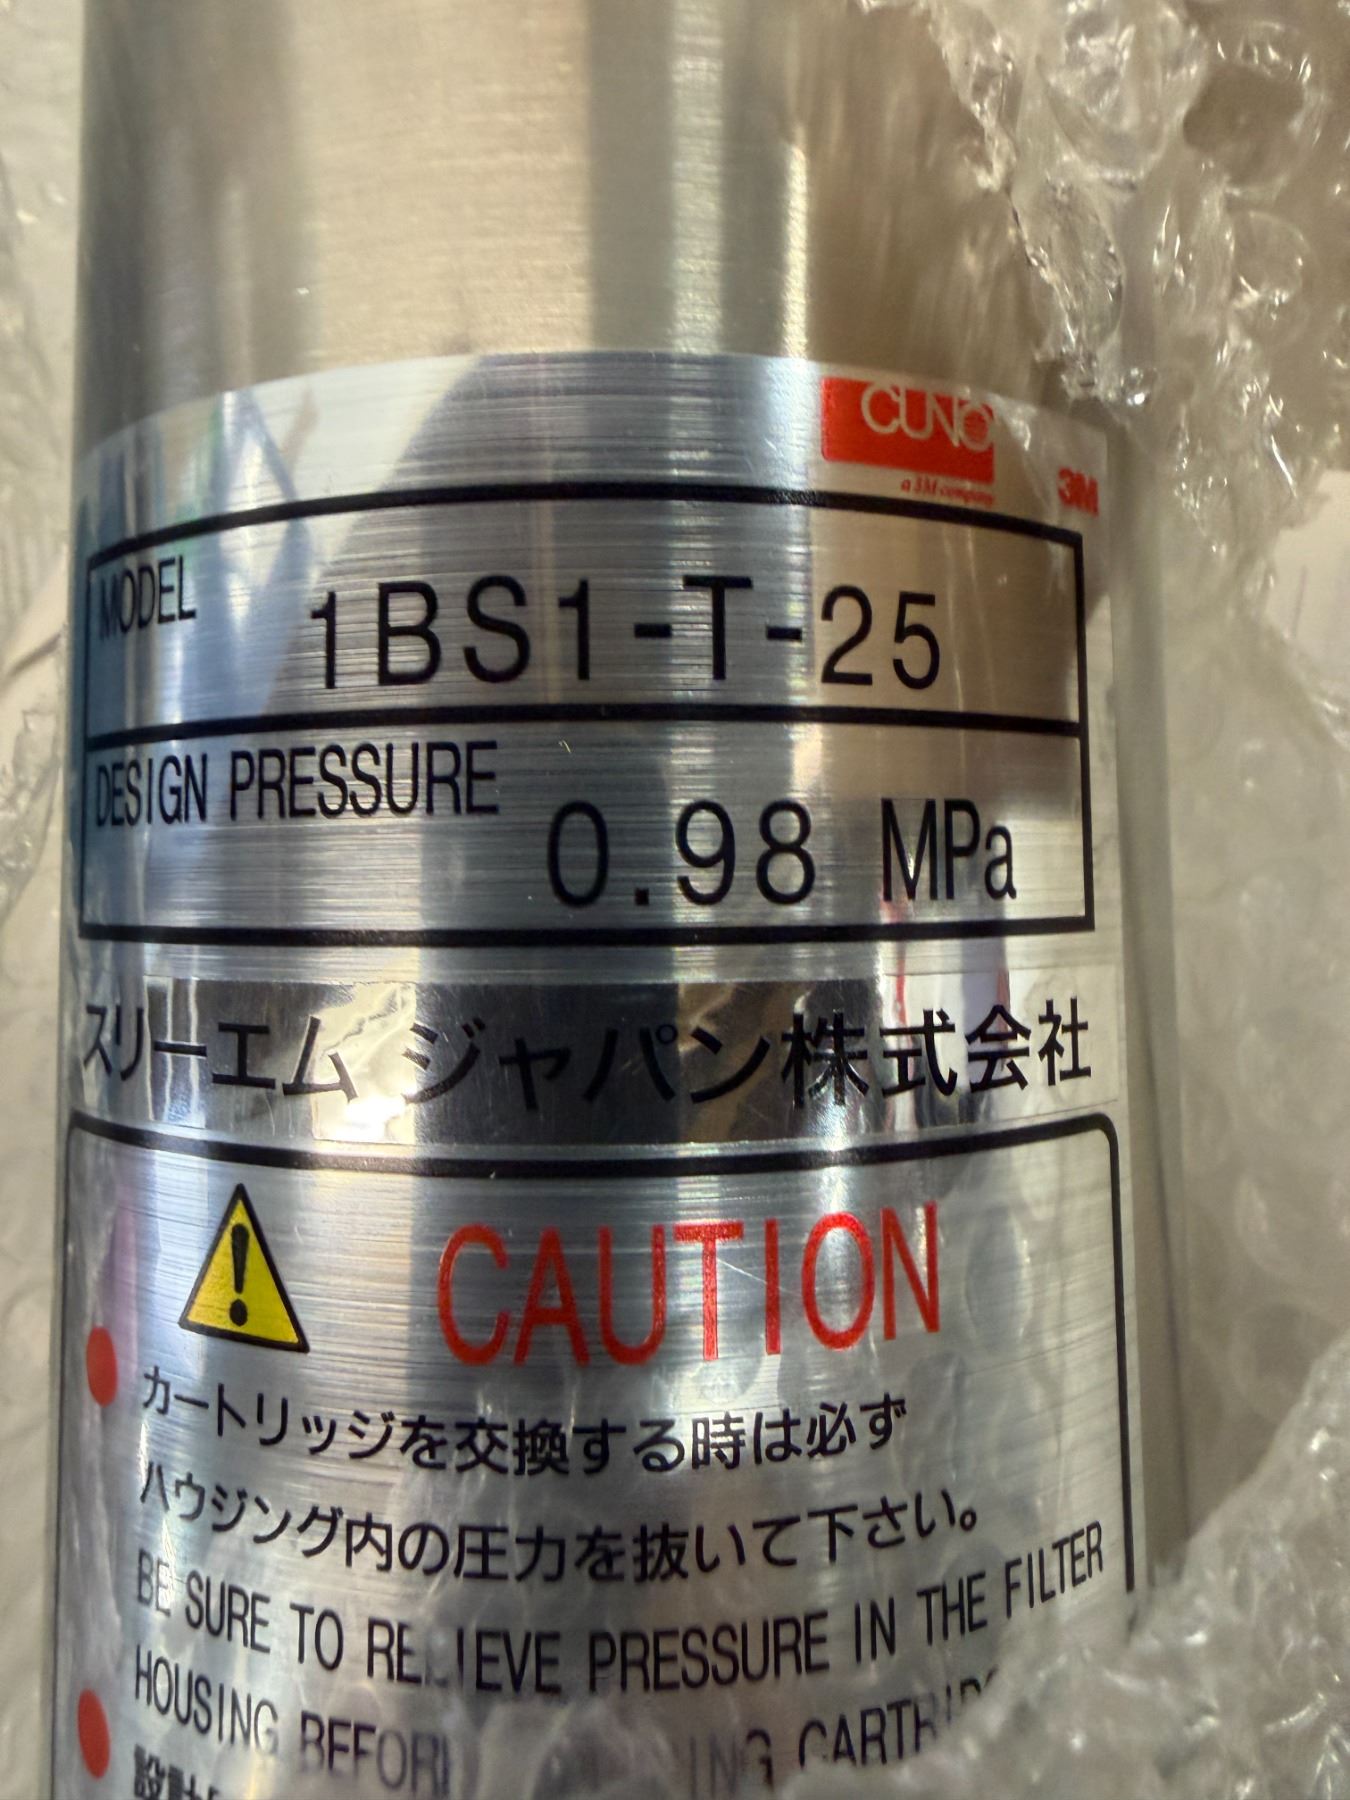 CUNO
a 3M company
3M
MODEL 1BS1-T-25
DESIGN PRESSURE 0.98 MPa
スリーエム ジャパン株式会社
CAUTION
カートリッジを交換する時は必ず
ハウジング内の圧力を抜いて下さい。
BE SURE TO RELIEVE PRESSURE IN THE FILTER
HOUSING